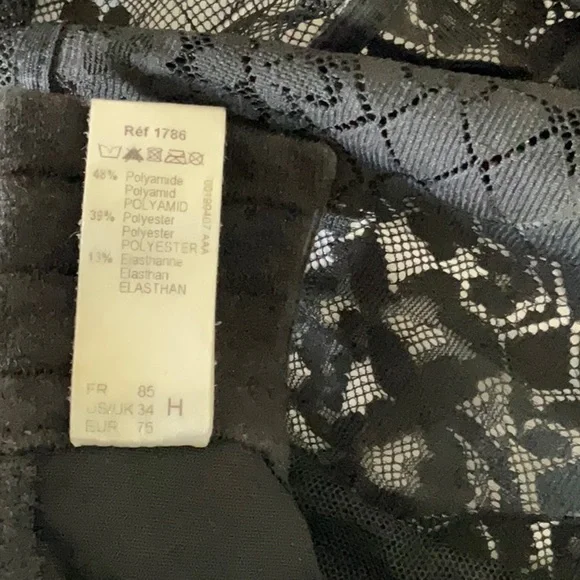 Réf 1786
48% Polyamide
Polyamid
POLYAMID
39% Polyester
Polyester
POLYESTER
13% Elasthanne
Elasthan
ELASTHAN
FR 85
US/UK 34 H
EUR 75